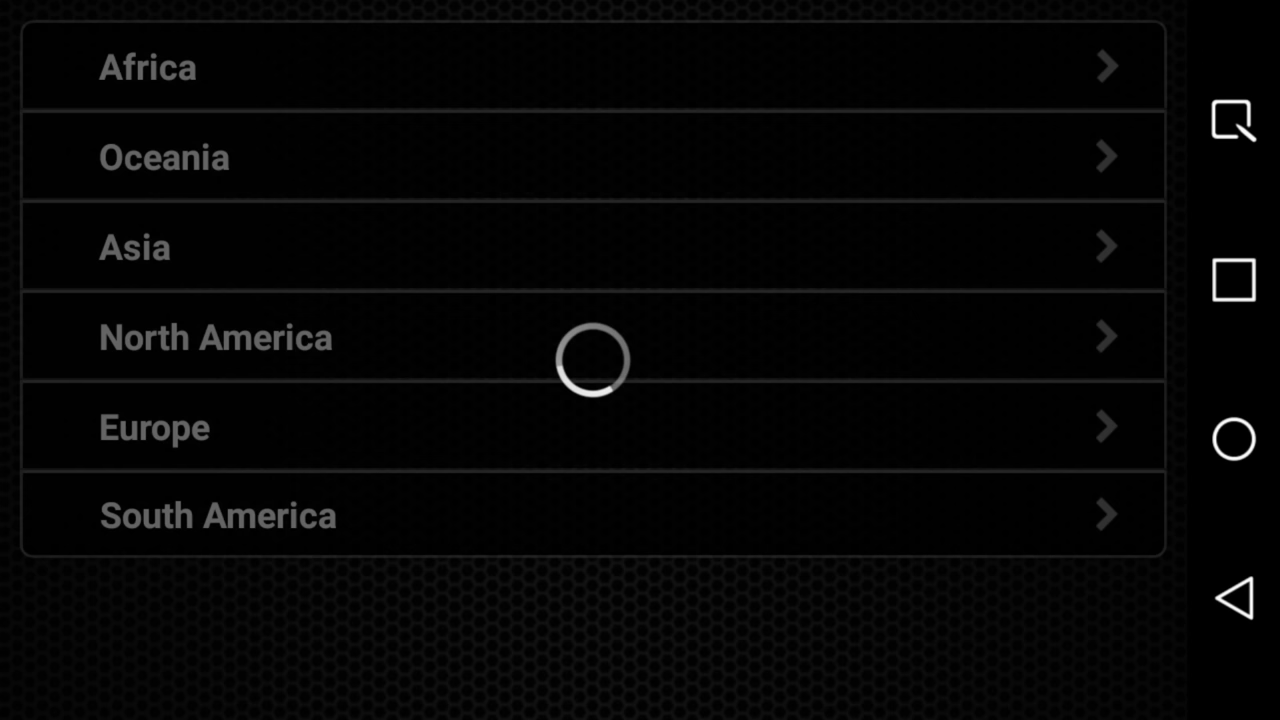 Africa
Oceania
Asia
North America
Europe
South America